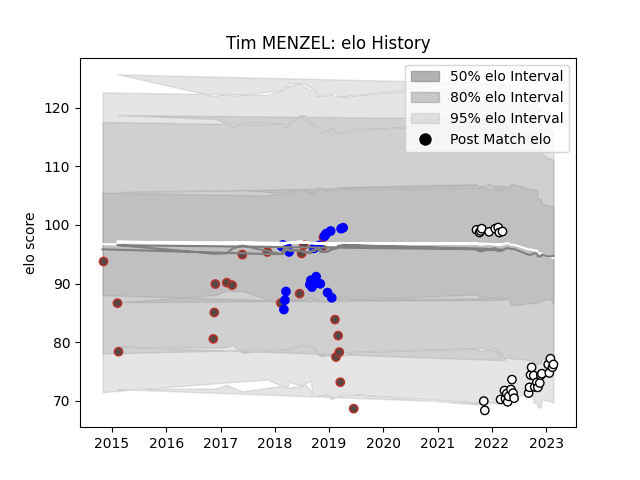 Tim MENZEL: elo History
50% elo Interval
80% elo Interval
95% elo Interval
Post Match elo
elo score
120
110
100
90
80
70
2015 2016 2017 2018 2019 2020 2021 2022 2023